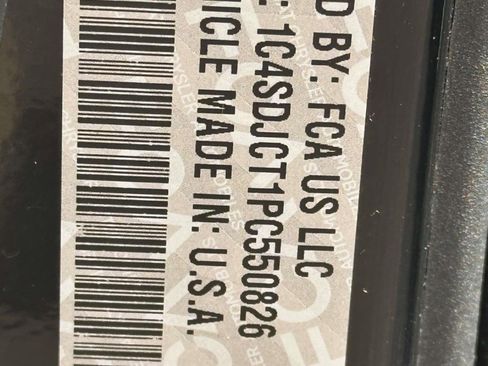 D BY: FCA US LLC
: 1C4SDJCT1PC550826
ICLE MADE IN: U.S.A.